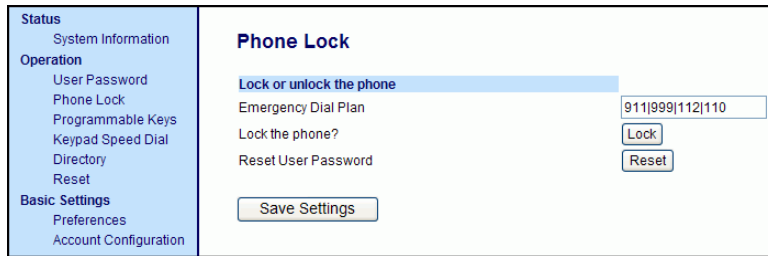 Status
System Information
Operation
User Password
Phone Lock
Programmable Keys
Keypad Speed Dial
Directory
Reset
Basic Settings
Preferences
Account Configuration
Phone Lock
Lock or unlock the phone
Emergency Dial Plan 911|999|112|110
Lock the phone? Lock
Reset User Password Reset
Save Settings